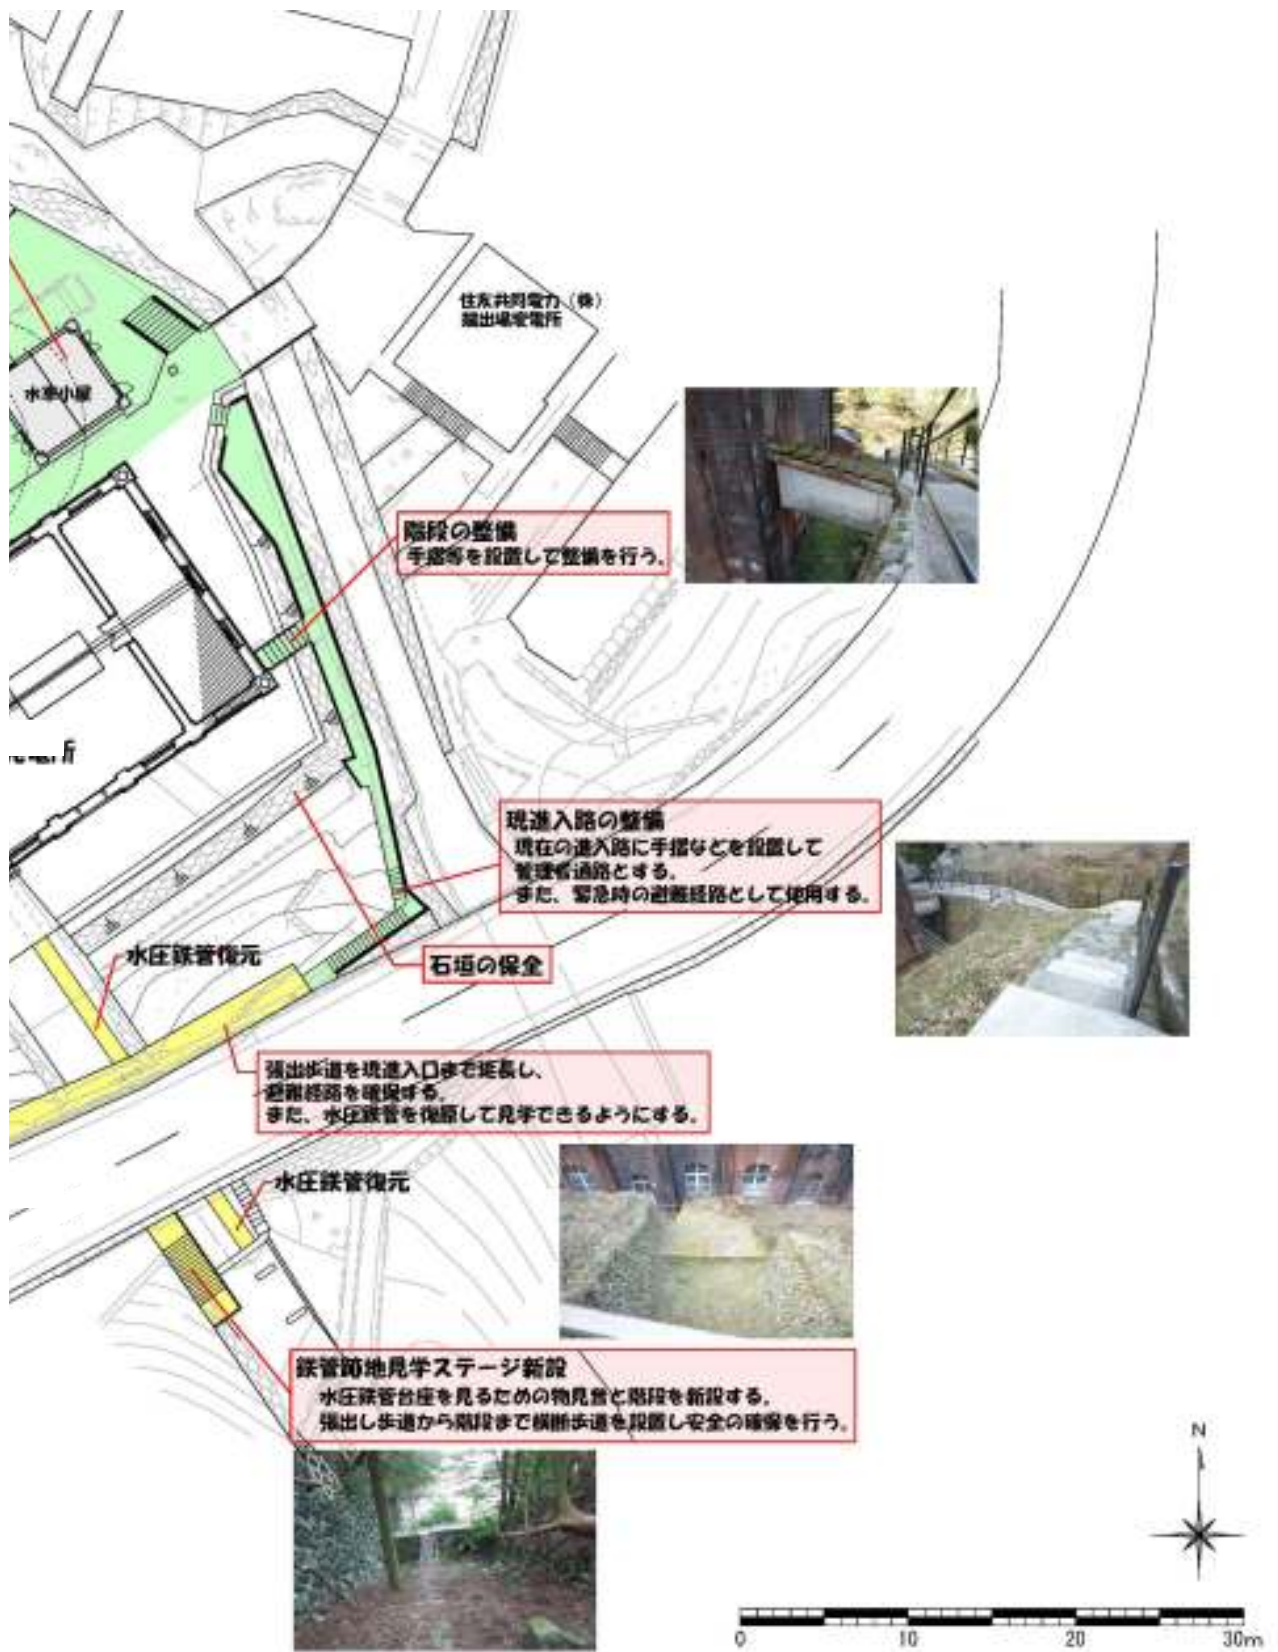 住友共同電力（株）
端出場変電所
水車小屋
階段の整備
手摺等を設置して整備を行う。
電所
現進入路の整備
現在の進入路に手摺などを設置して
管理者通路とする。
また、緊急時の避難経路として使用する。
水圧鉄管復元
石垣の保全
張出歩道を現進入口まで延長し、
避難経路を確保する。
また、水圧鉄管を復原して見学できるようにする。
水圧鉄管復元
鉄管跡地見学ステージ新設
水圧鉄管台座を見るための物見台と階段を新設する。
張出し歩道から階段まで横断歩道を設置し安全の確保を行う。
N
0 10 20 30m